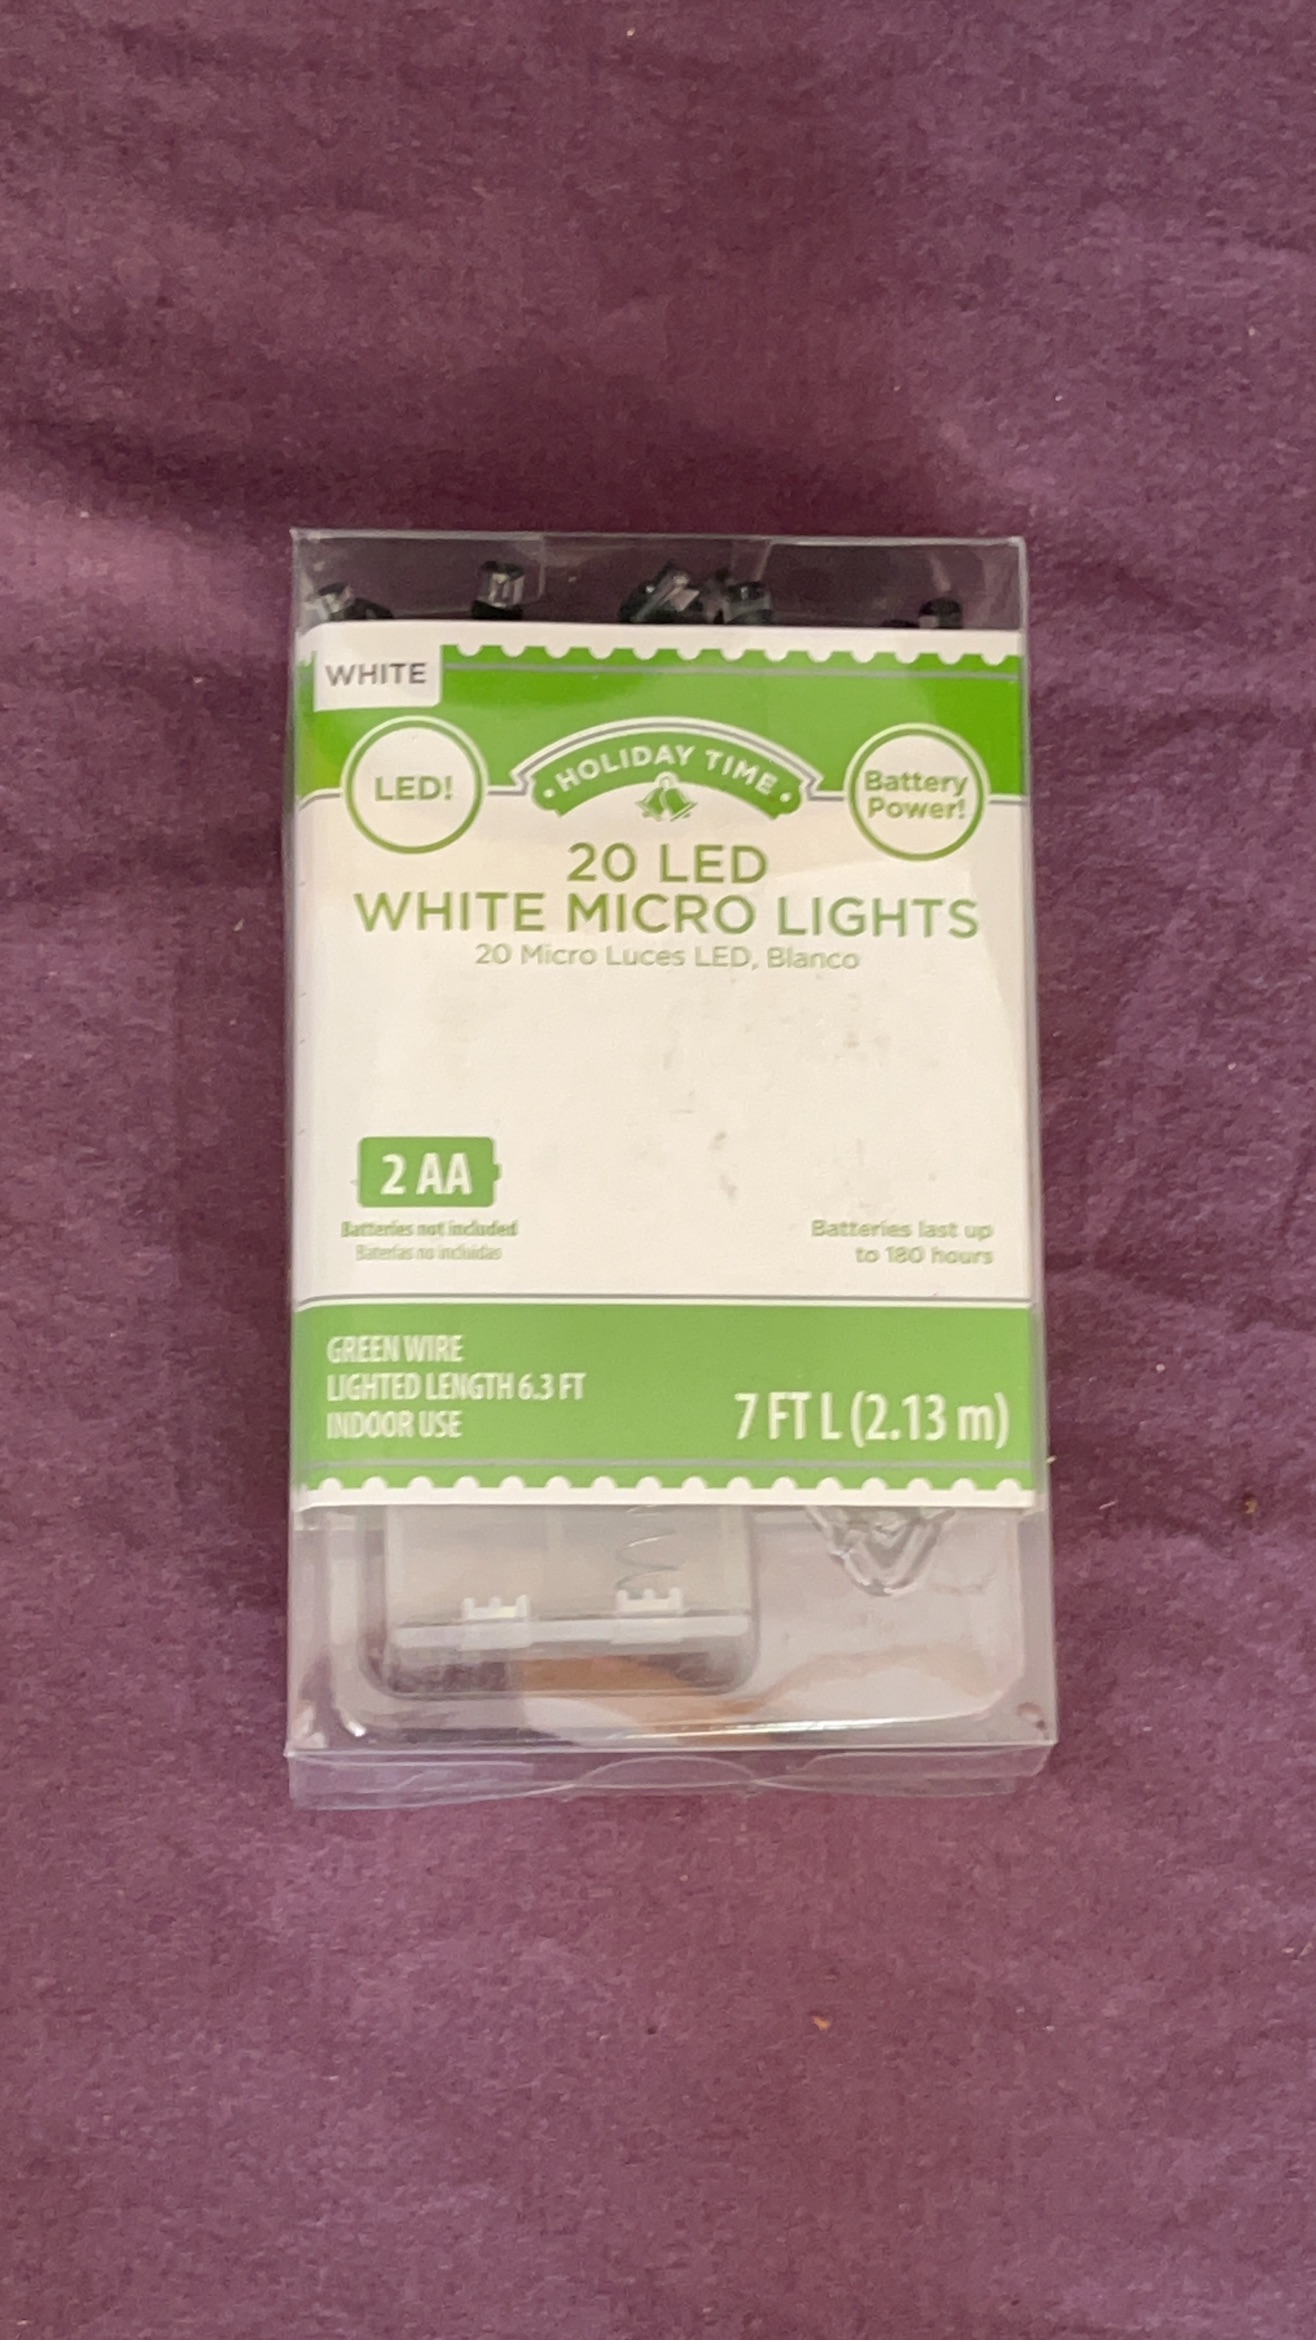 WHITE
LED!
HOLIDAY TIME
Battery
Power!
20 LED
WHITE MICRO LIGHTS
20 Micro Luces LED, Blanco
2 AA
Batteries not included
Baterías no incluidas
Batteries last up
to 180 hours
GREEN WIRE
LIGHTED LENGTH 6.3 FT
INDOOR USE
7 FT L (2.13 m)